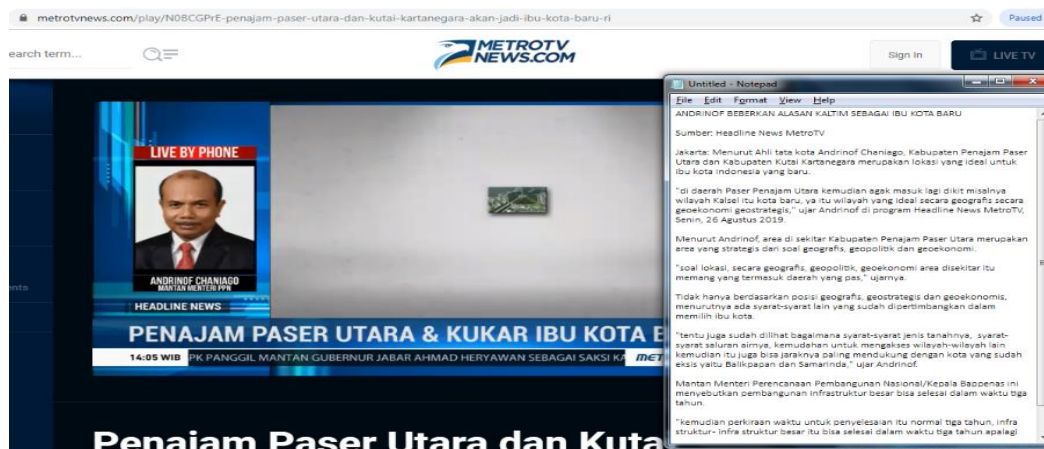 metrotvnews.com/play/N0BCGPrE-penajam-paser-utara-dan-kutai-kartanegara-akan-jadi-ibu-kota-baru-ri
Paused
earch term...
METROTV
NEWS.COM
Sign In
LIVE TV
LIVE BY PHONE
ANDRINOF CHANIAGO
MANTAN MENTERI PPN
HEADLINE NEWS
PENAJAM PASER UTARA & KUKAR IBU KOTA B
14:05 WIB PK PANGGIL MANTAN GUBERNUR JABAR AHMAD HERYAWAN SEBAGAI SAKSI KA MET
ents
Penajam Paser Utara dan Kuta
Untitled - Notepad
File Edit Format View Help
ANDRINOF BEBERKAN ALASAN KALTIM SEBAGAI IBU KOTA BARU
Sumber: Headline News MetroTV
Jakarta: Menurut Ahli tata kota Andrinof Chaniago, Kabupaten Penajam Paser
Utara dan Kabupaten Kutai Kartanegara merupakan lokasi yang ideal untuk
ibu kota Indonesia yang baru.
"di daerah Paser Penajam Utara kemudian agak masuk lagi dikit misalnya
wilayah Kalsel itu kota baru, ya itu wilayah yang ideal secara geografis secara
geoekonomi geostrategis," ujar Andrinof di program Headline News MetroTV,
Senin, 26 Agustus 2019.
Menurut Andrinof, area di sekitar Kabupaten Penajam Paser Utara merupakan
area yang strategis dari soal geografis, geopolitik dan geoekonomi.
"soal lokasi, secara geografis, geopolitik, geoekonomi area disekitar itu
memang yang termasuk daerah yang pas," ujarnya.
Tidak hanya berdasarkan posisi geografis, geostrategis dan geoekonomis,
menurutnya ada syarat-syarat lain yang sudah dipertimbangkan dalam
memilih ibu kota.
"tentu juga sudah dilihat bagaimana syarat-syarat jenis tanahnya, syarat-
syarat saluran airnya, kemudahan untuk mengakses wilayah-wilayah lain
kemudian itu juga bisa jaraknya paling mendukung dengan kota yang sudah
eksis yaitu Balikpapan dan Samarinda," ujar Andrinof.
Mantan Menteri Perencanaan Pembangunan Nasional/Kepala Bappenas ini
menyebutkan pembangunan infrastruktur besar bisa selesai dalam waktu tiga
tahun.
"kemudian perkiraan waktu untuk penyelesaian itu normal tiga tahun, infra
struktur- infra struktur besar itu bisa selesai dalam waktu tiga tahun apalagi